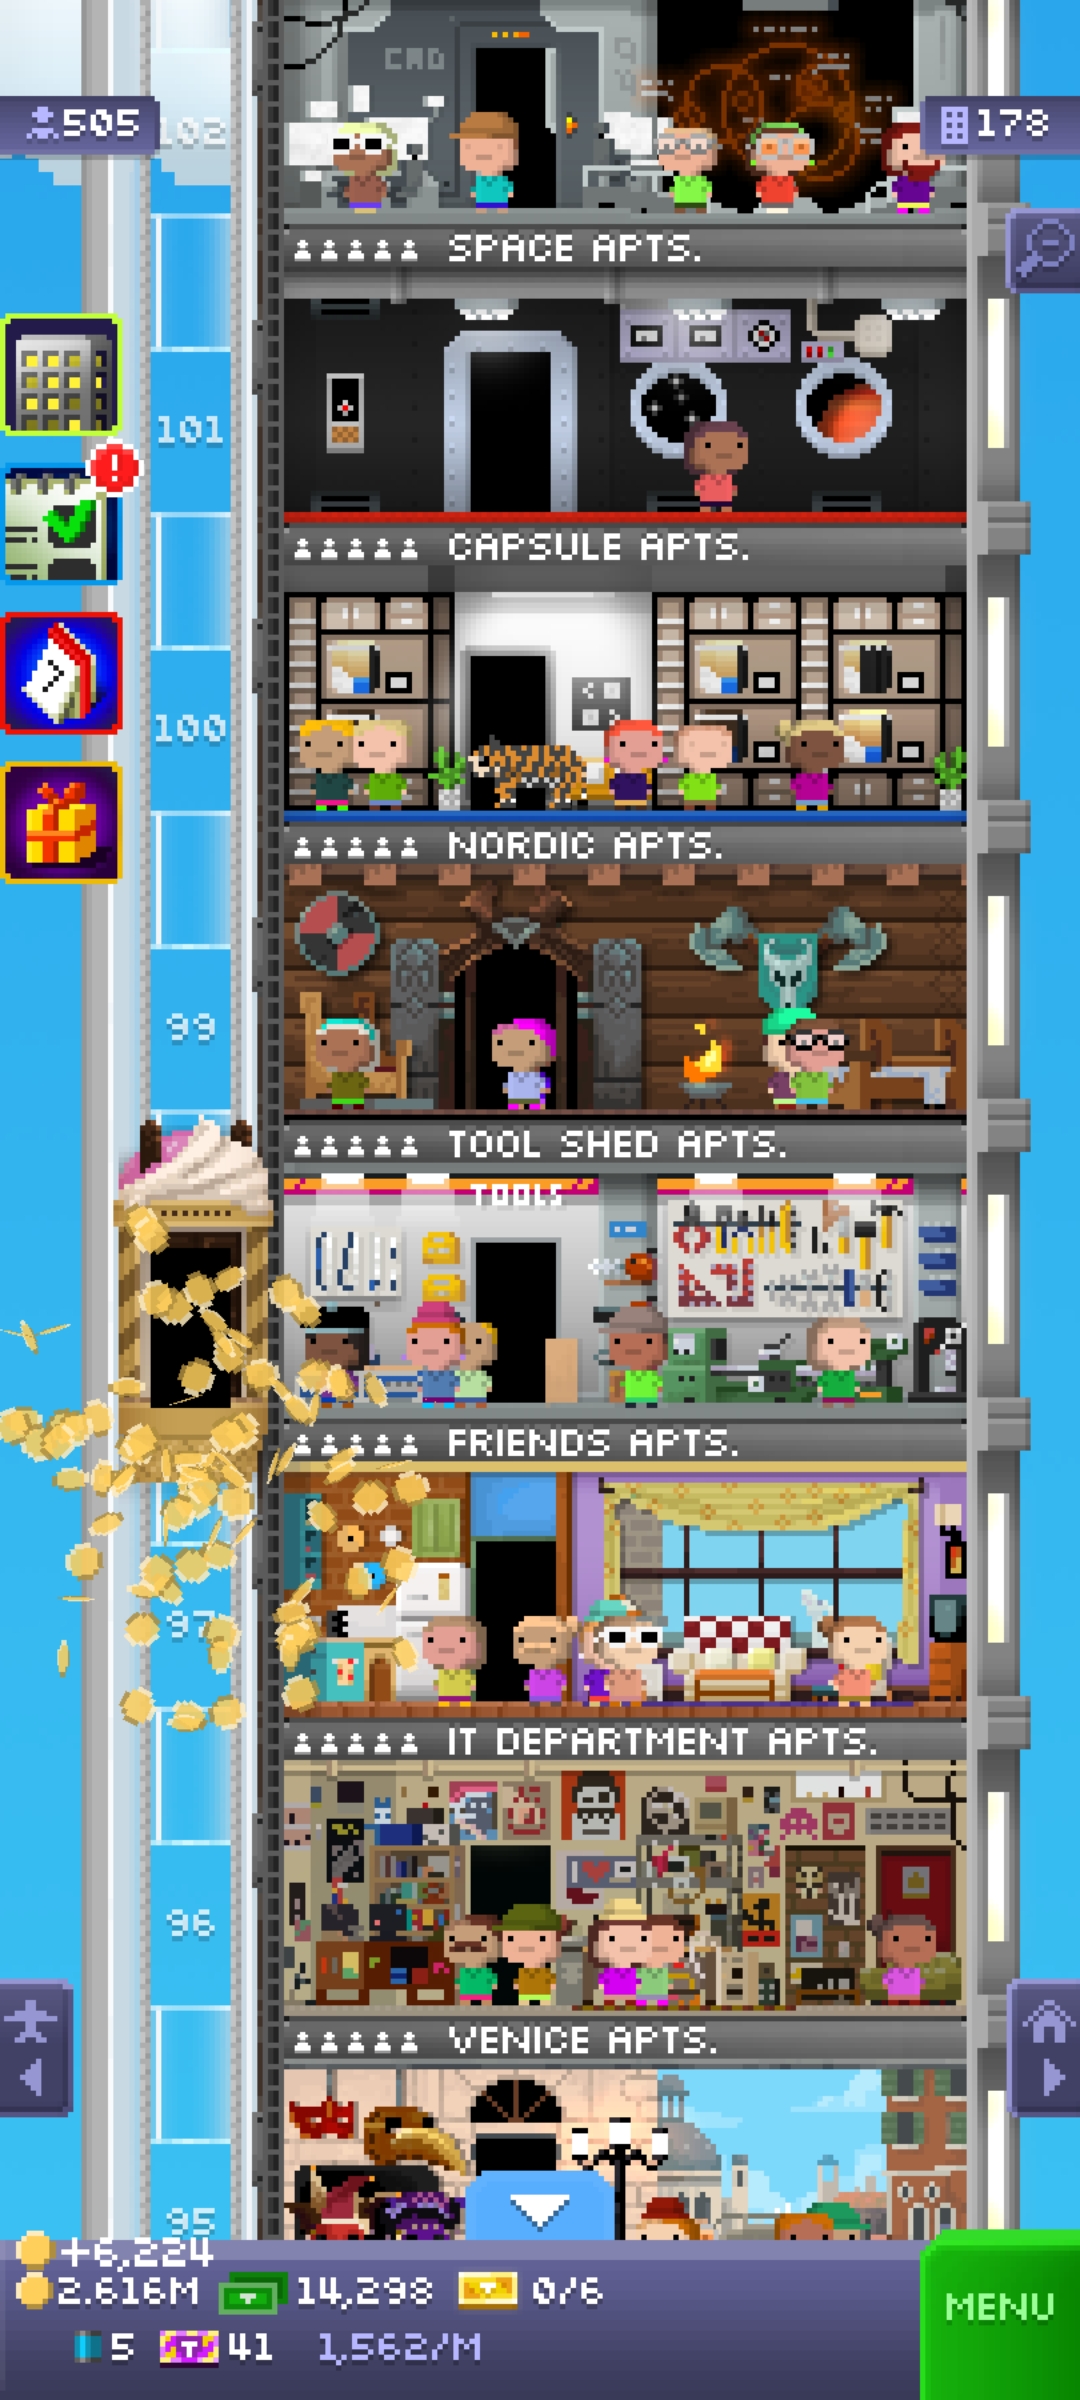 CMD
505
102
178
SPACE APTS.
101
CAPSULE APTS.
100
NORDIC APTS.
99
TOOL SHED APTS.
TOOLS
FRIENDS APTS.
97
IT DEPARTMENT APTS.
96
VENICE APTS.
95
+6,224
2.616M 14,298 0/6
5 41 1,562/M
MENU